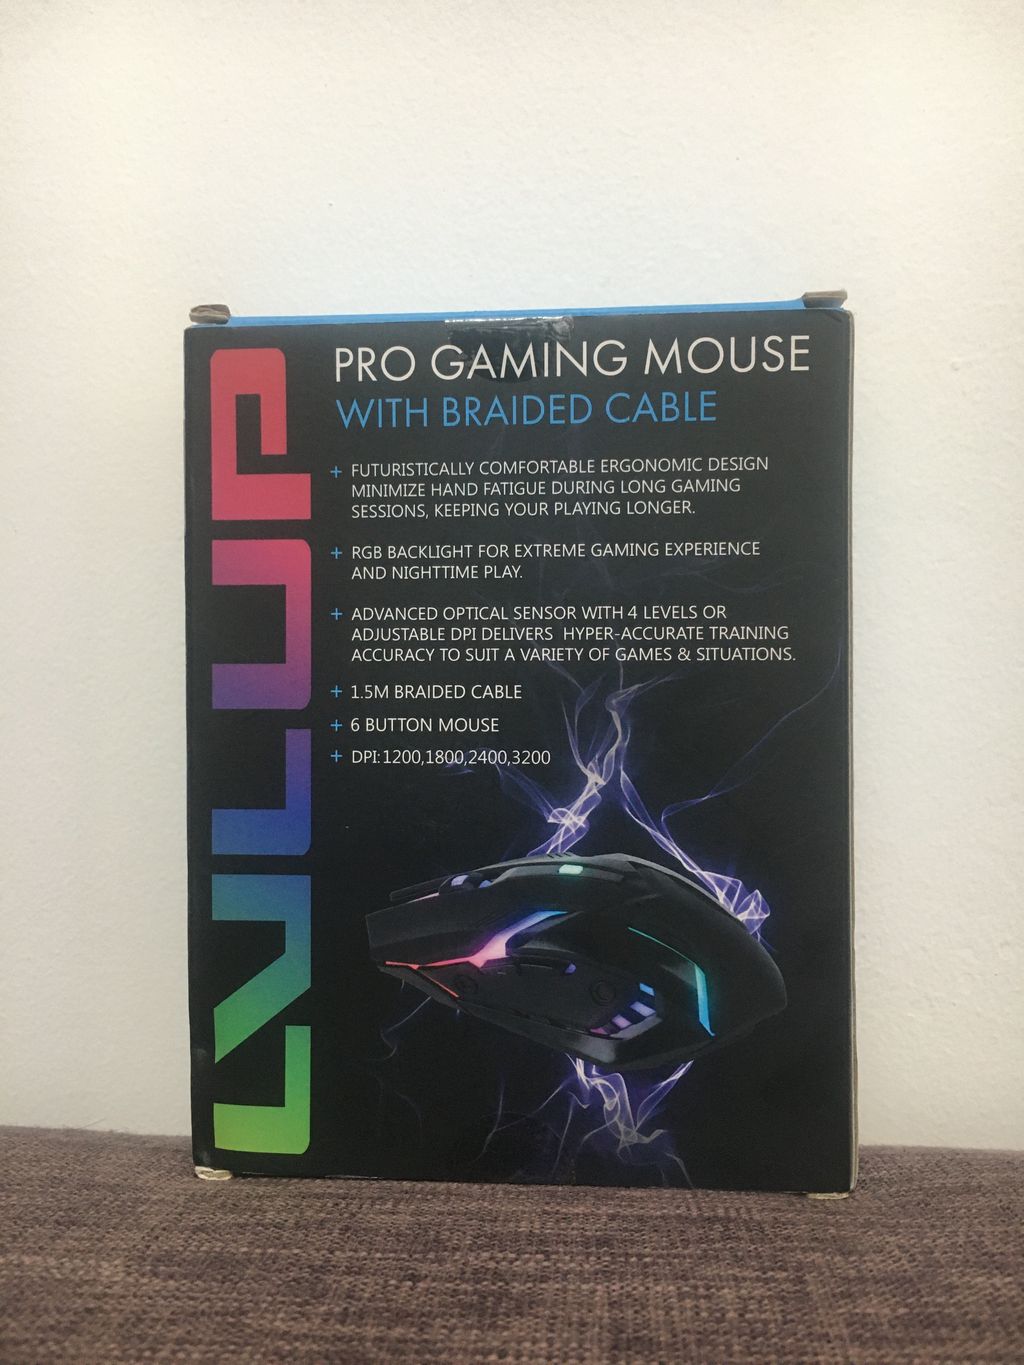 LVLUP
PRO GAMING MOUSE
WITH BRAIDED CABLE
+ FUTURISTICALLY COMFORTABLE ERGONOMIC DESIGN
MINIMIZE HAND FATIGUE DURING LONG GAMING
SESSIONS, KEEPING YOUR PLAYING LONGER.
+ RGB BACKLIGHT FOR EXTREME GAMING EXPERIENCE
AND NIGHTTIME PLAY.
+ ADVANCED OPTICAL SENSOR WITH 4 LEVELS OR
ADJUSTABLE DPI DELIVERS HYPER-ACCURATE TRAINING
ACCURACY TO SUIT A VARIETY OF GAMES & SITUATIONS.
+ 1.5M BRAIDED CABLE
+ 6 BUTTON MOUSE
+ DPI:1200,1800,2400,3200